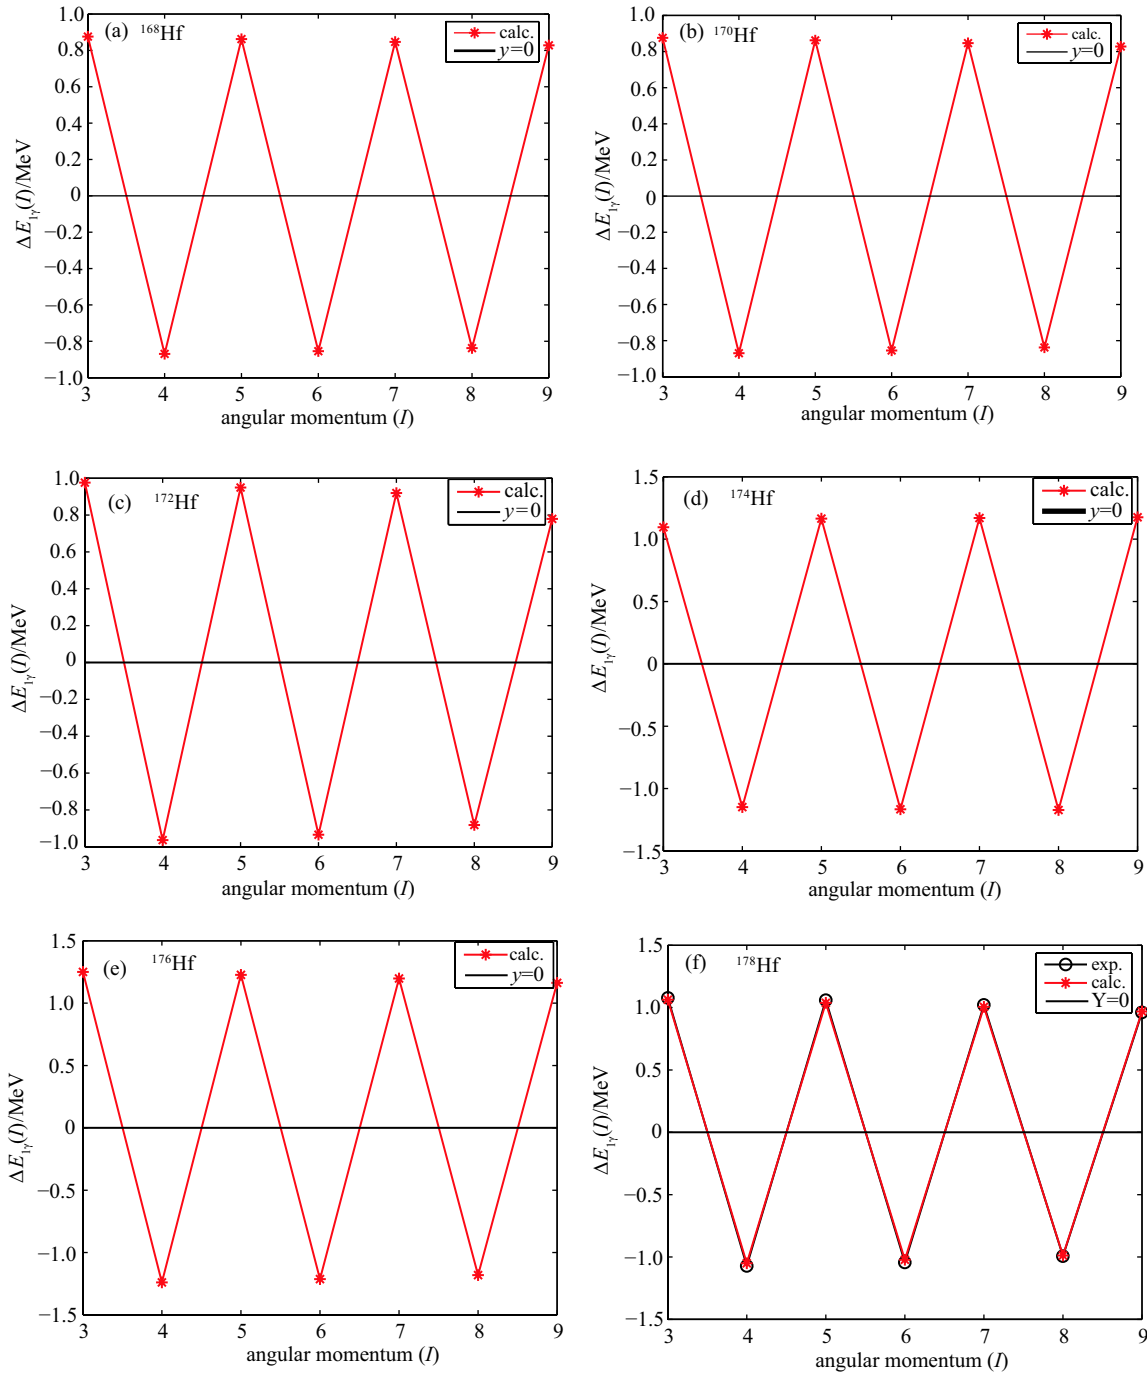 (a) ¹⁶⁸Hf
calc.
y=0
1.0
0.8
0.6
0.4
0.2
0
−0.2
−0.4
−0.6
−0.8
−1.0
ΔE₁γ(I)/MeV
3 4 5 6 7 8 9
angular momentum (I)
(b) ¹⁷⁰Hf
calc.
y=0
1.0
0.8
0.6
0.4
0.2
0
−0.2
−0.4
−0.6
−0.8
−1.0
ΔE₁γ(I)/MeV
3 4 5 6 7 8 9
angular momentum (I)
(c) ¹⁷²Hf
calc.
y=0
1.0
0.8
0.6
0.4
0.2
0
−0.2
−0.4
−0.6
−0.8
−1.0
ΔE₁γ(I)/MeV
3 4 5 6 7 8 9
angular momentum (I)
(d) ¹⁷⁴Hf
calc.
y=0
1.5
1.0
0.5
0
−0.5
−1.0
−1.5
ΔE₁γ(I)/MeV
3 4 5 6 7 8 9
angular momentum (I)
(e) ¹⁷⁶Hf
calc.
y=0
1.5
1.0
0.5
0
−0.5
−1.0
−1.5
ΔE₁γ(I)/MeV
3 4 5 6 7 8 9
angular momentum (I)
(f) ¹⁷⁸Hf
exp.
calc.
Y=0
1.5
1.0
0.5
0
−0.5
−1.0
−1.5
ΔE₁γ(I)/MeV
3 4 5 6 7 8 9
angular momentum (I)